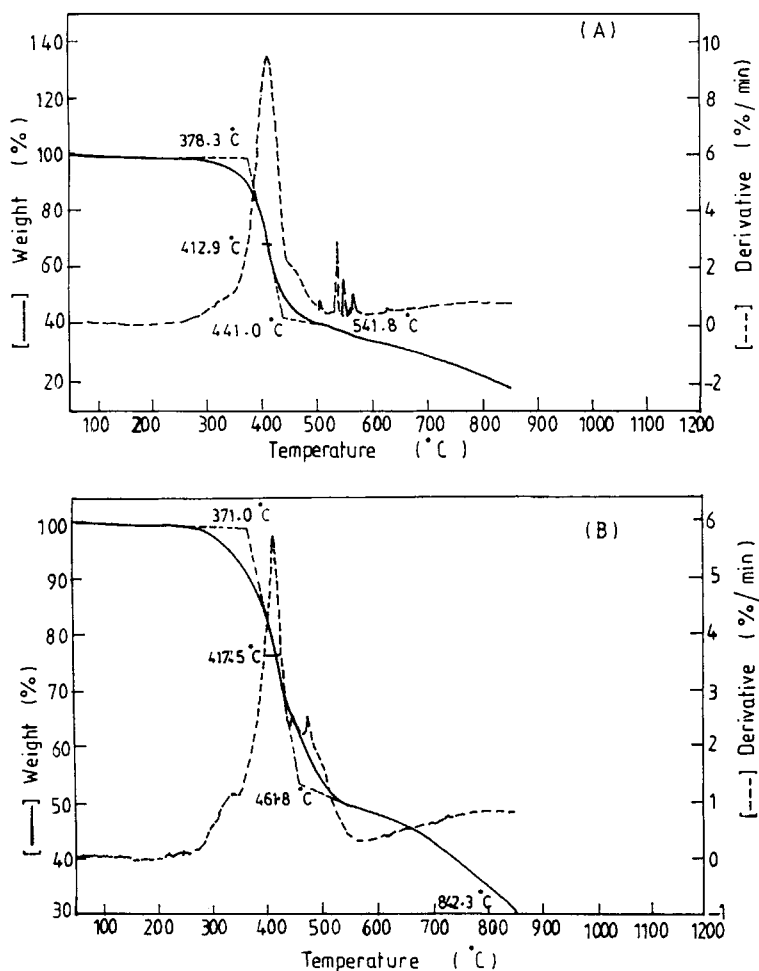 (A)
140
120
100
80
60
40
20
10
8
6
4
2
0
-2
378.3 °C
412.9 °C
441.0 °C
541.8 °C
[___] Weight (%)
[---] Derivative (%/min)
100 200 300 400 500 600 700 800 900 1000 1100 1200
Temperature (°C)
(B)
100
90
80
70
60
50
40
30
6
5
4
3
2
1
0
-1
371.0 °C
417.5 °C
461.8 °C
842.3 °C
[___] Weight (%)
[---] Derivative (%/min)
100 200 300 400 500 600 700 800 900 1000 1100 1200
Temperature (°C)